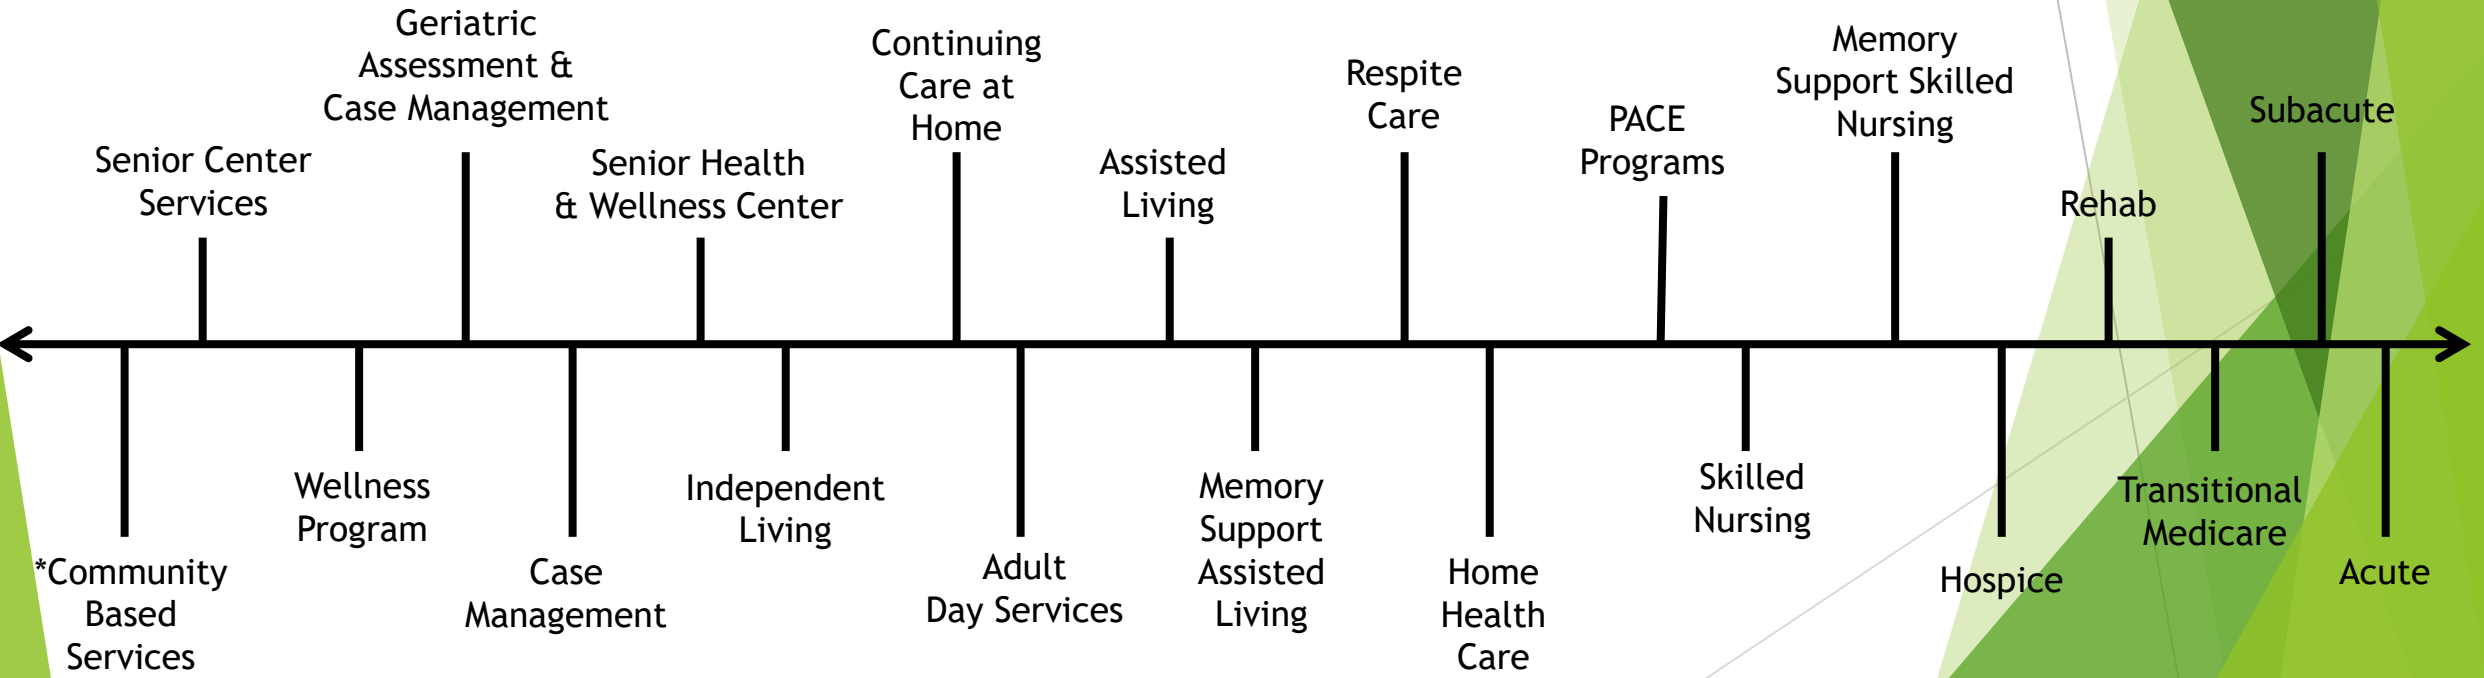 Senior Center
Services
Geriatric
Assessment &
Case Management
Senior Health
& Wellness Center
Continuing
Care at
Home
Assisted
Living
Respite
Care
PACE
Programs
Memory
Support Skilled
Nursing
Rehab
Subacute
*Community
Based
Services
Wellness
Program
Case
Management
Independent
Living
Adult
Day Services
Memory
Support
Assisted
Living
Home
Health
Care
Skilled
Nursing
Hospice
Transitional
Medicare
Acute